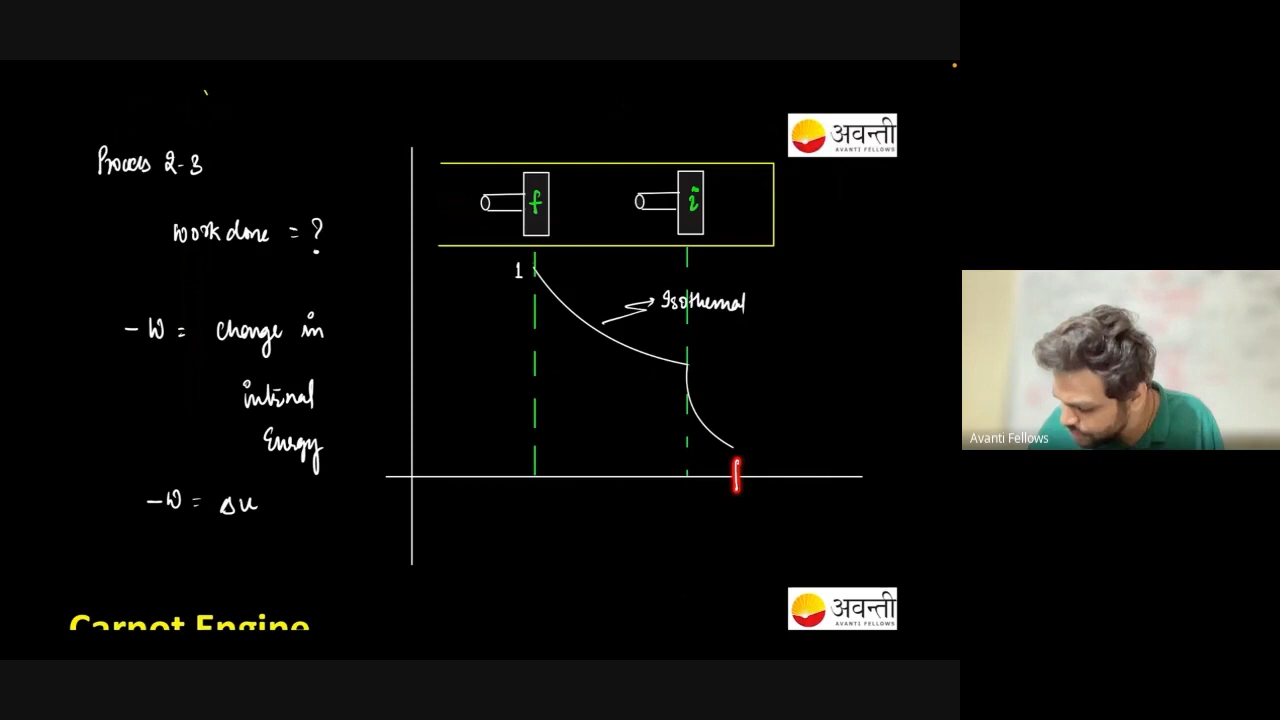 अवन्ती
AVANTI FELLOWS
Process 2-3
f
i
work done = ?
1
Isothermal
-W = change in
internal
Energy
-W = Δu
Avanti Fellows
अवन्ती
AVANTI FELLOWS
Carnot Engine